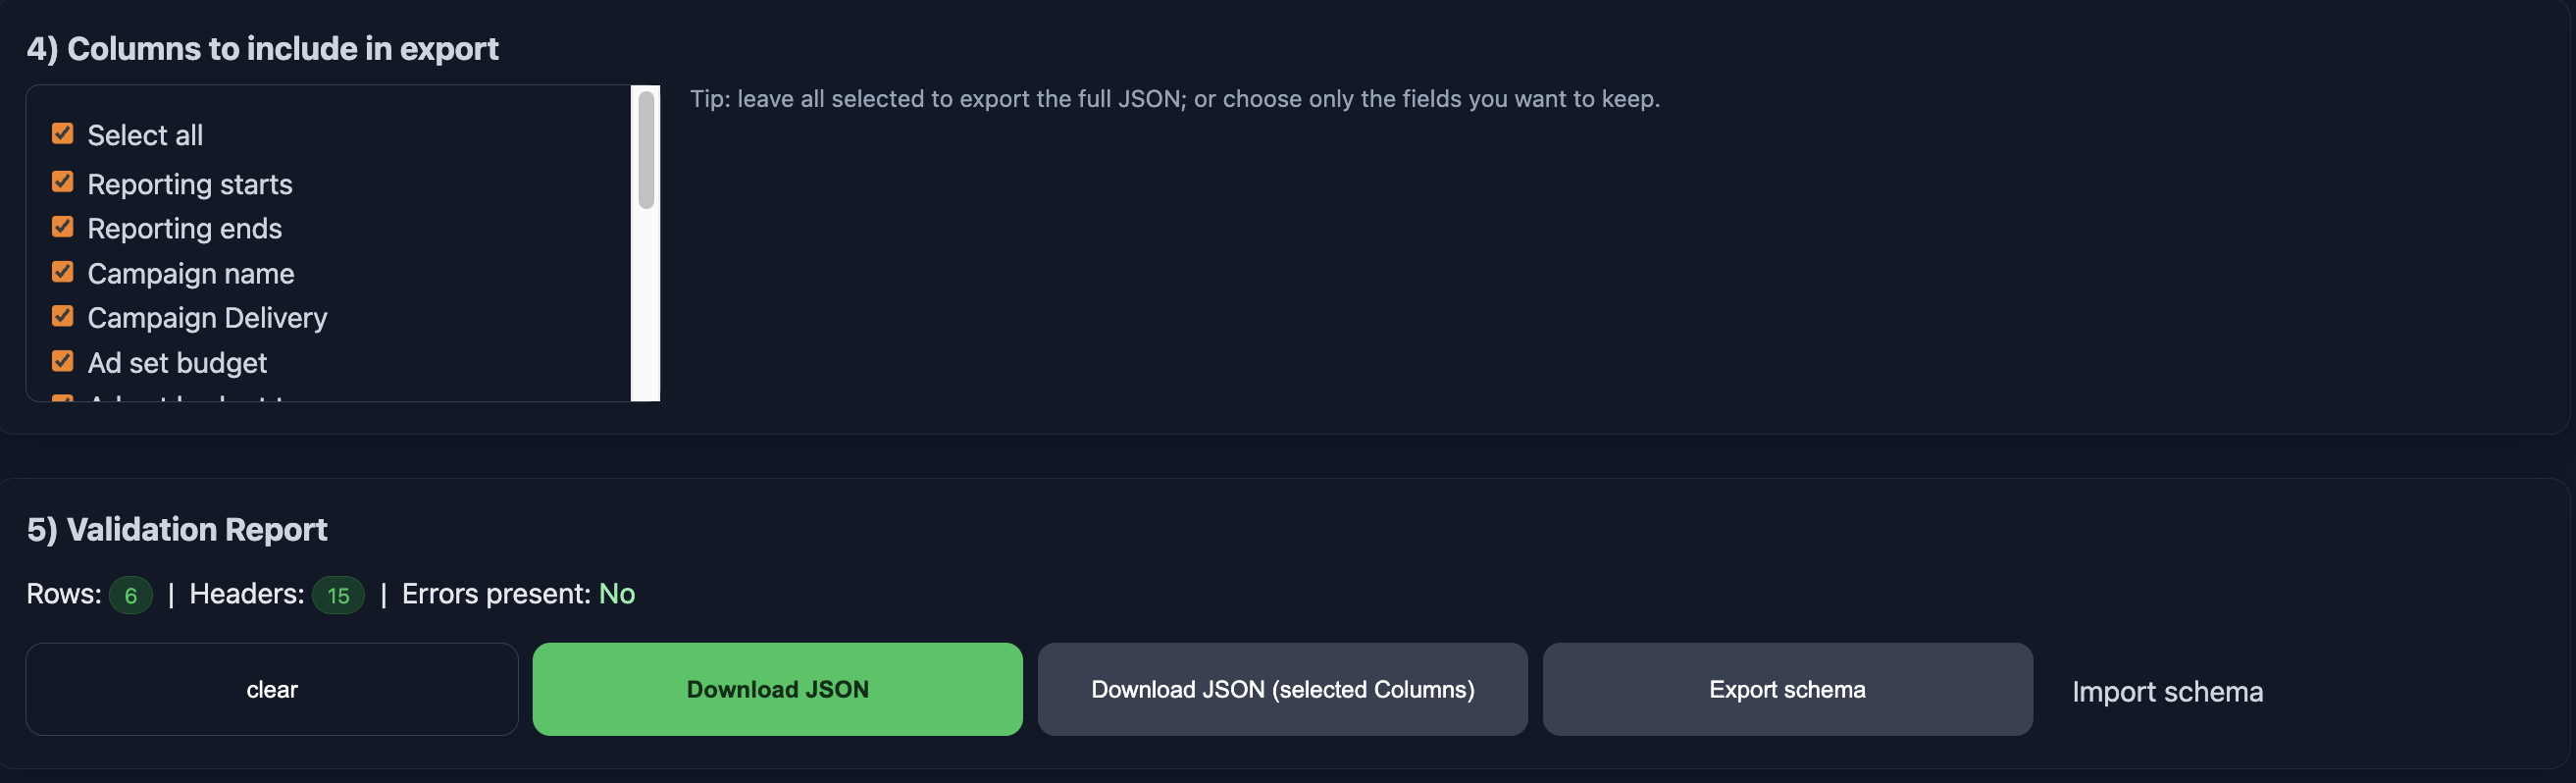 4) Columns to include in export
Tip: leave all selected to export the full JSON; or choose only the fields you want to keep.
Select all
Reporting starts
Reporting ends
Campaign name
Campaign Delivery
Ad set budget
5) Validation Report
Rows: 6 | Headers: 15 | Errors present: No
clear
Download JSON
Download JSON (selected Columns)
Export schema
Import schema